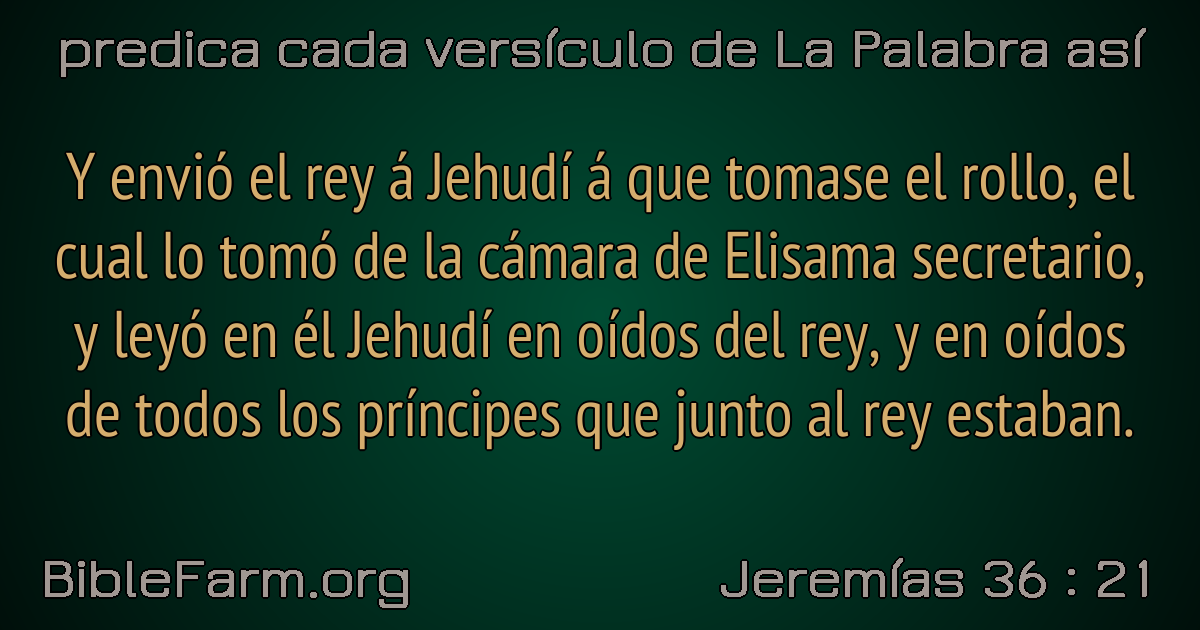 predica cada versículo de La Palabra así
Y envió el rey á Jehudí á que tomase el rollo, el
cual lo tomó de la cámara de Elisama secretario,
y leyó en él Jehudí en oídos del rey, y en oídos
de todos los príncipes que junto al rey estaban.
BibleFarm.org
Jeremías 36 : 21